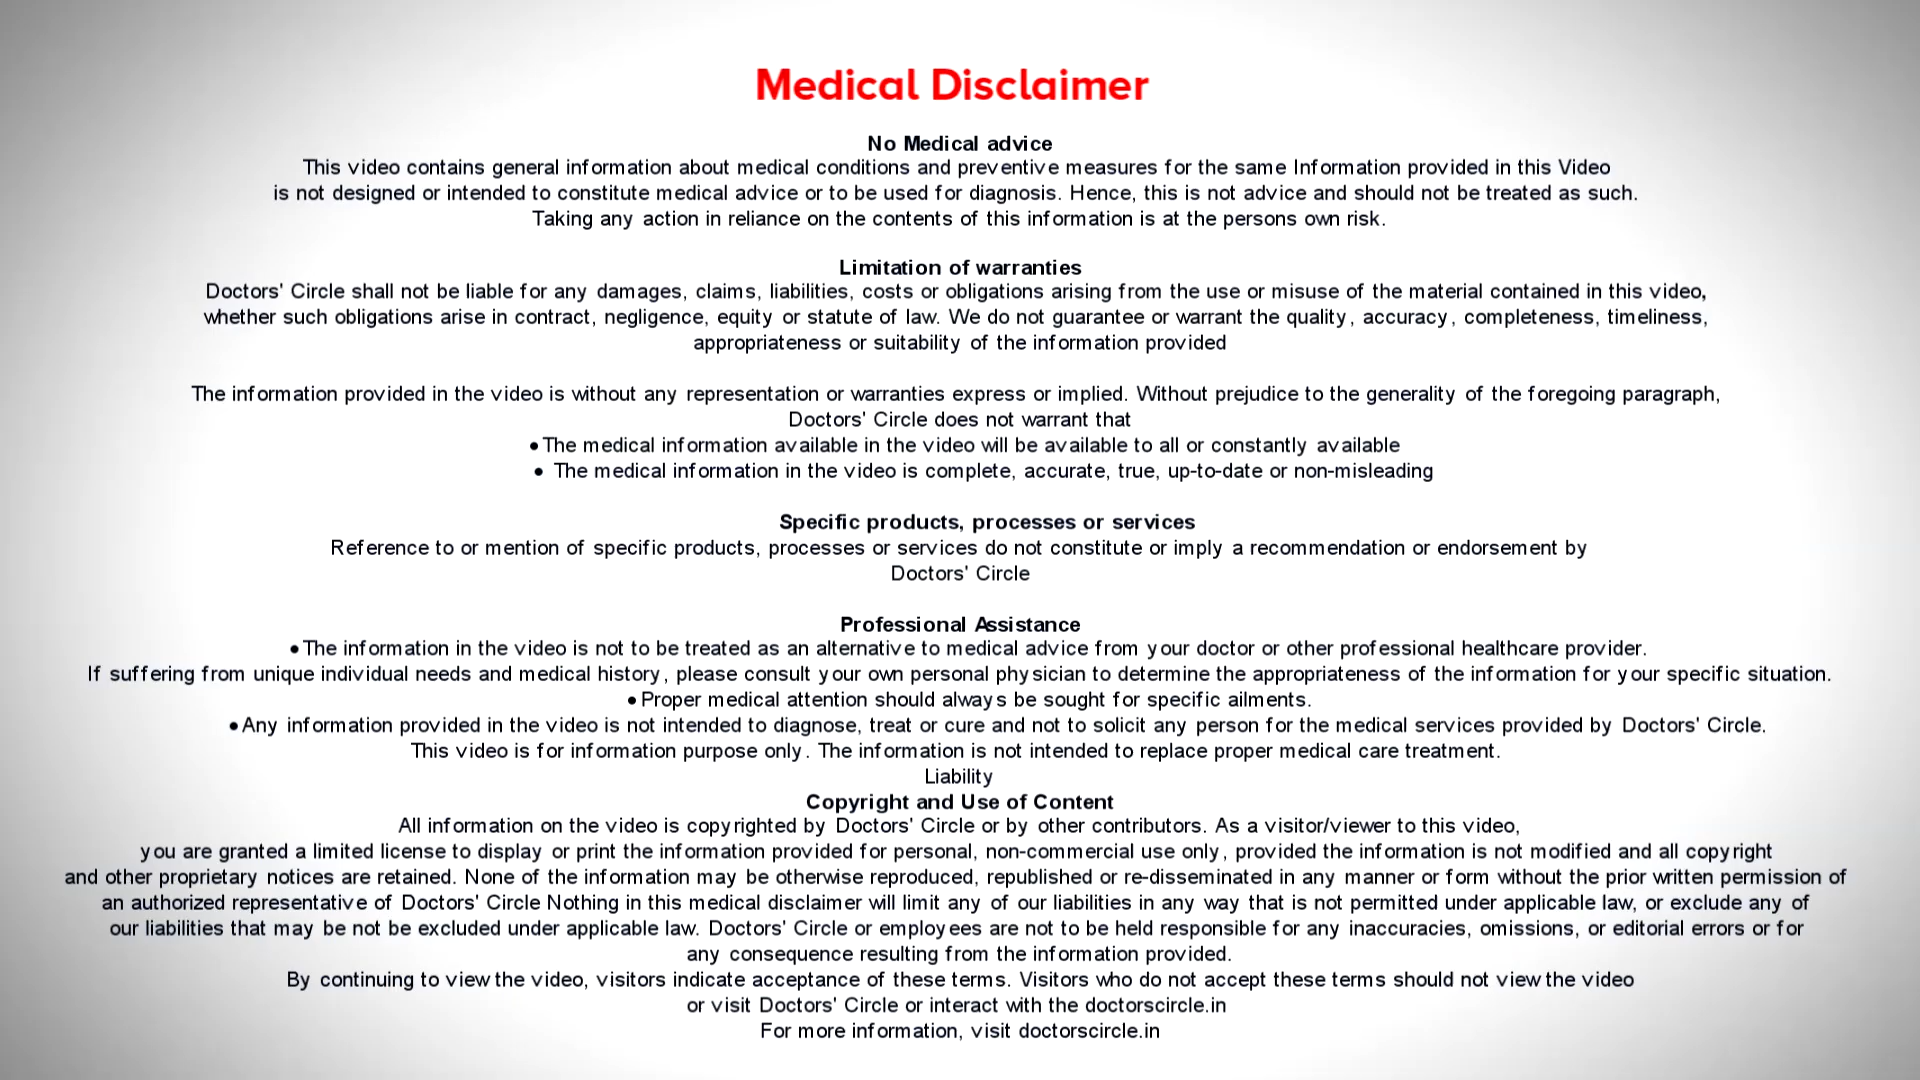 Medical Disclaimer
No Medical advice
This video contains general information about medical conditions and preventive measures for the same Information provided in this Video
is not designed or intended to constitute medical advice or to be used for diagnosis. Hence, this is not advice and should not be treated as such.
Taking any action in reliance on the contents of this information is at the persons own risk.
Limitation of warranties
Doctors' Circle shall not be liable for any damages, claims, liabilities, costs or obligations arising from the use or misuse of the material contained in this video,
whether such obligations arise in contract, negligence, equity or statute of law. We do not guarantee or warrant the quality, accuracy, completeness, timeliness,
appropriateness or suitability of the information provided
The information provided in the video is without any representation or warranties express or implied. Without prejudice to the generality of the foregoing paragraph,
Doctors' Circle does not warrant that
• The medical information available in the video will be available to all or constantly available
• The medical information in the video is complete, accurate, true, up-to-date or non-misleading
Specific products, processes or services
Reference to or mention of specific products, processes or services do not constitute or imply a recommendation or endorsement by
Doctors' Circle
Professional Assistance
• The information in the video is not to be treated as an alternative to medical advice from your doctor or other professional healthcare provider.
If suffering from unique individual needs and medical history, please consult your own personal physician to determine the appropriateness of the information for your specific situation.
• Proper medical attention should always be sought for specific ailments.
• Any information provided in the video is not intended to diagnose, treat or cure and not to solicit any person for the medical services provided by Doctors' Circle.
This video is for information purpose only. The information is not intended to replace proper medical care treatment.
Liability
Copyright and Use of Content
All information on the video is copyrighted by Doctors' Circle or by other contributors. As a visitor/viewer to this video,
you are granted a limited license to display or print the information provided for personal, non-commercial use only, provided the information is not modified and all copyright
and other proprietary notices are retained. None of the information may be otherwise reproduced, republished or re-disseminated in any manner or form without the prior written permission of
an authorized representative of Doctors' Circle Nothing in this medical disclaimer will limit any of our liabilities in any way that is not permitted under applicable law, or exclude any of
our liabilities that may be not be excluded under applicable law. Doctors' Circle or employees are not to be held responsible for any inaccuracies, omissions, or editorial errors or for
any consequence resulting from the information provided.
By continuing to view the video, visitors indicate acceptance of these terms. Visitors who do not accept these terms should not view the video
or visit Doctors' Circle or interact with the doctorscircle.in
For more information, visit doctorscircle.in